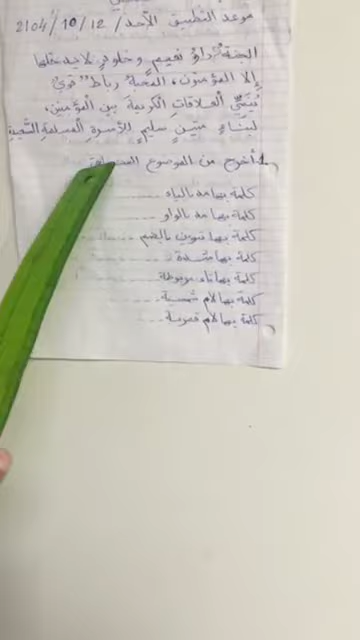 موعد التطبيق الأحد/ 12/ 10/ 2104
الجنةُ دارُ نعيمٍ وخلودٍ لا يدخلها
إلا المؤمنون، المحبةُ رباطٌ قويٌّ
يُنَمِّي العلاقاتِ الكريمةَ بين المؤمنين،
لبناءٍ متينٍ سليمٍ للأسرةِ المسلمةِ
1ـ أخرج من الموضوع
كلمة بها مد بالياء ........
كلمة بها مد بالواو .......
كلمة بها تنوين بالضم ........
كلمة بها شدة .......
كلمة بها تاء مربوطة .......
كلمة بها لام شمسية ......
كلمة بها لام قمرية .....